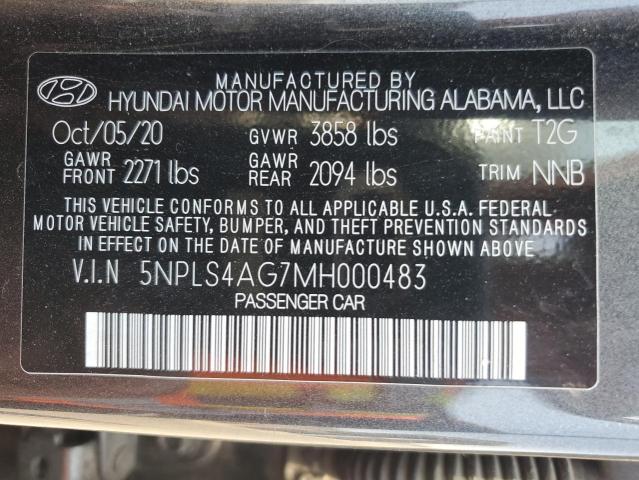 MANUFACTURED BY
HYUNDAI MOTOR MANUFACTURING ALABAMA, LLC
Oct/05/20 GVWR 3858 lbs PAINT T2G
GAWR FRONT 2271 lbs GAWR REAR 2094 lbs TRIM NNB
THIS VEHICLE CONFORMS TO ALL APPLICABLE U.S.A. FEDERAL
MOTOR VEHICLE SAFETY, BUMPER, AND THEFT PREVENTION STANDARDS
IN EFFECT ON THE DATE OF MANUFACTURE SHOWN ABOVE
V.I.N 5NPLS4AG7MH000483
PASSENGER CAR